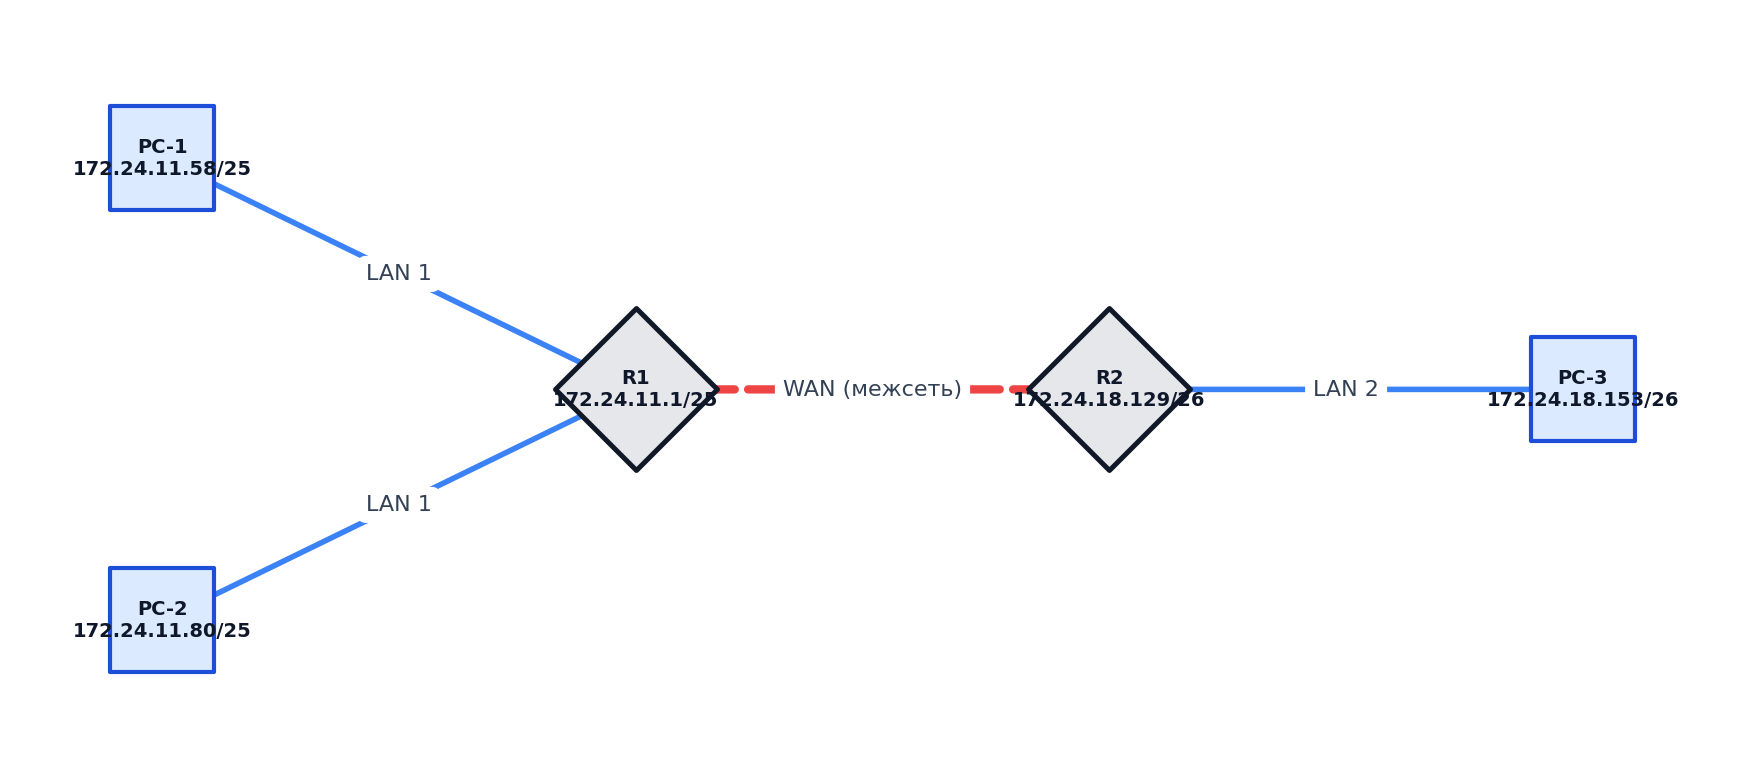 PC-1
172.24.11.58/25
LAN 1
R1
172.24.11.1/25
WAN (межсеть)
R2
172.24.18.129/26
LAN 2
PC-3
172.24.18.153/26
LAN 1
PC-2
172.24.11.80/25